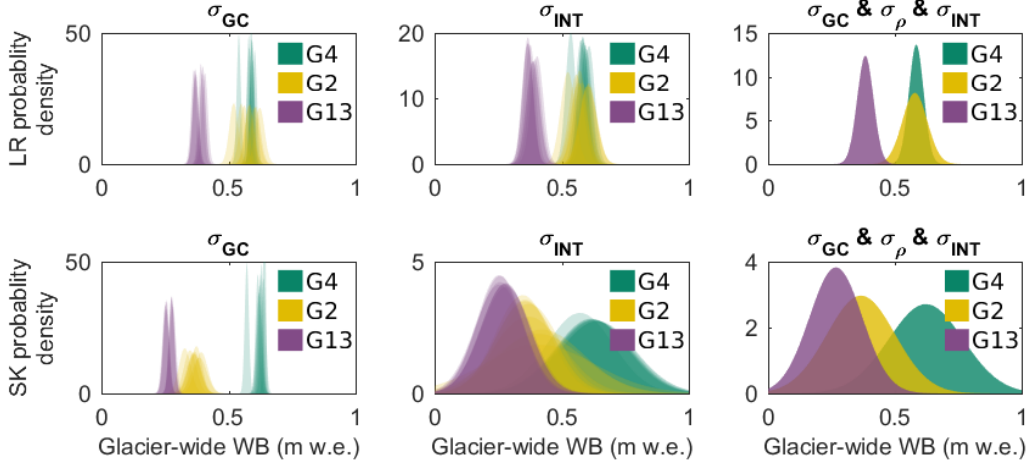 σGC
σINT
σGC & σρ & σINT
LR probablity
density
50
0
G4
G2
G13
0
0.5
1
20
10
0
G4
G2
G13
0
0.5
1
15
10
5
0
G4
G2
G13
0
0.5
1
σGC
σINT
σGC & σρ & σINT
SK probablity
density
50
0
G4
G2
G13
0
0.5
1
Glacier-wide WB (m w.e.)
5
0
G4
G2
G13
0
0.5
1
Glacier-wide WB (m w.e.)
4
2
0
G4
G2
G13
0
0.5
1
Glacier-wide WB (m w.e.)